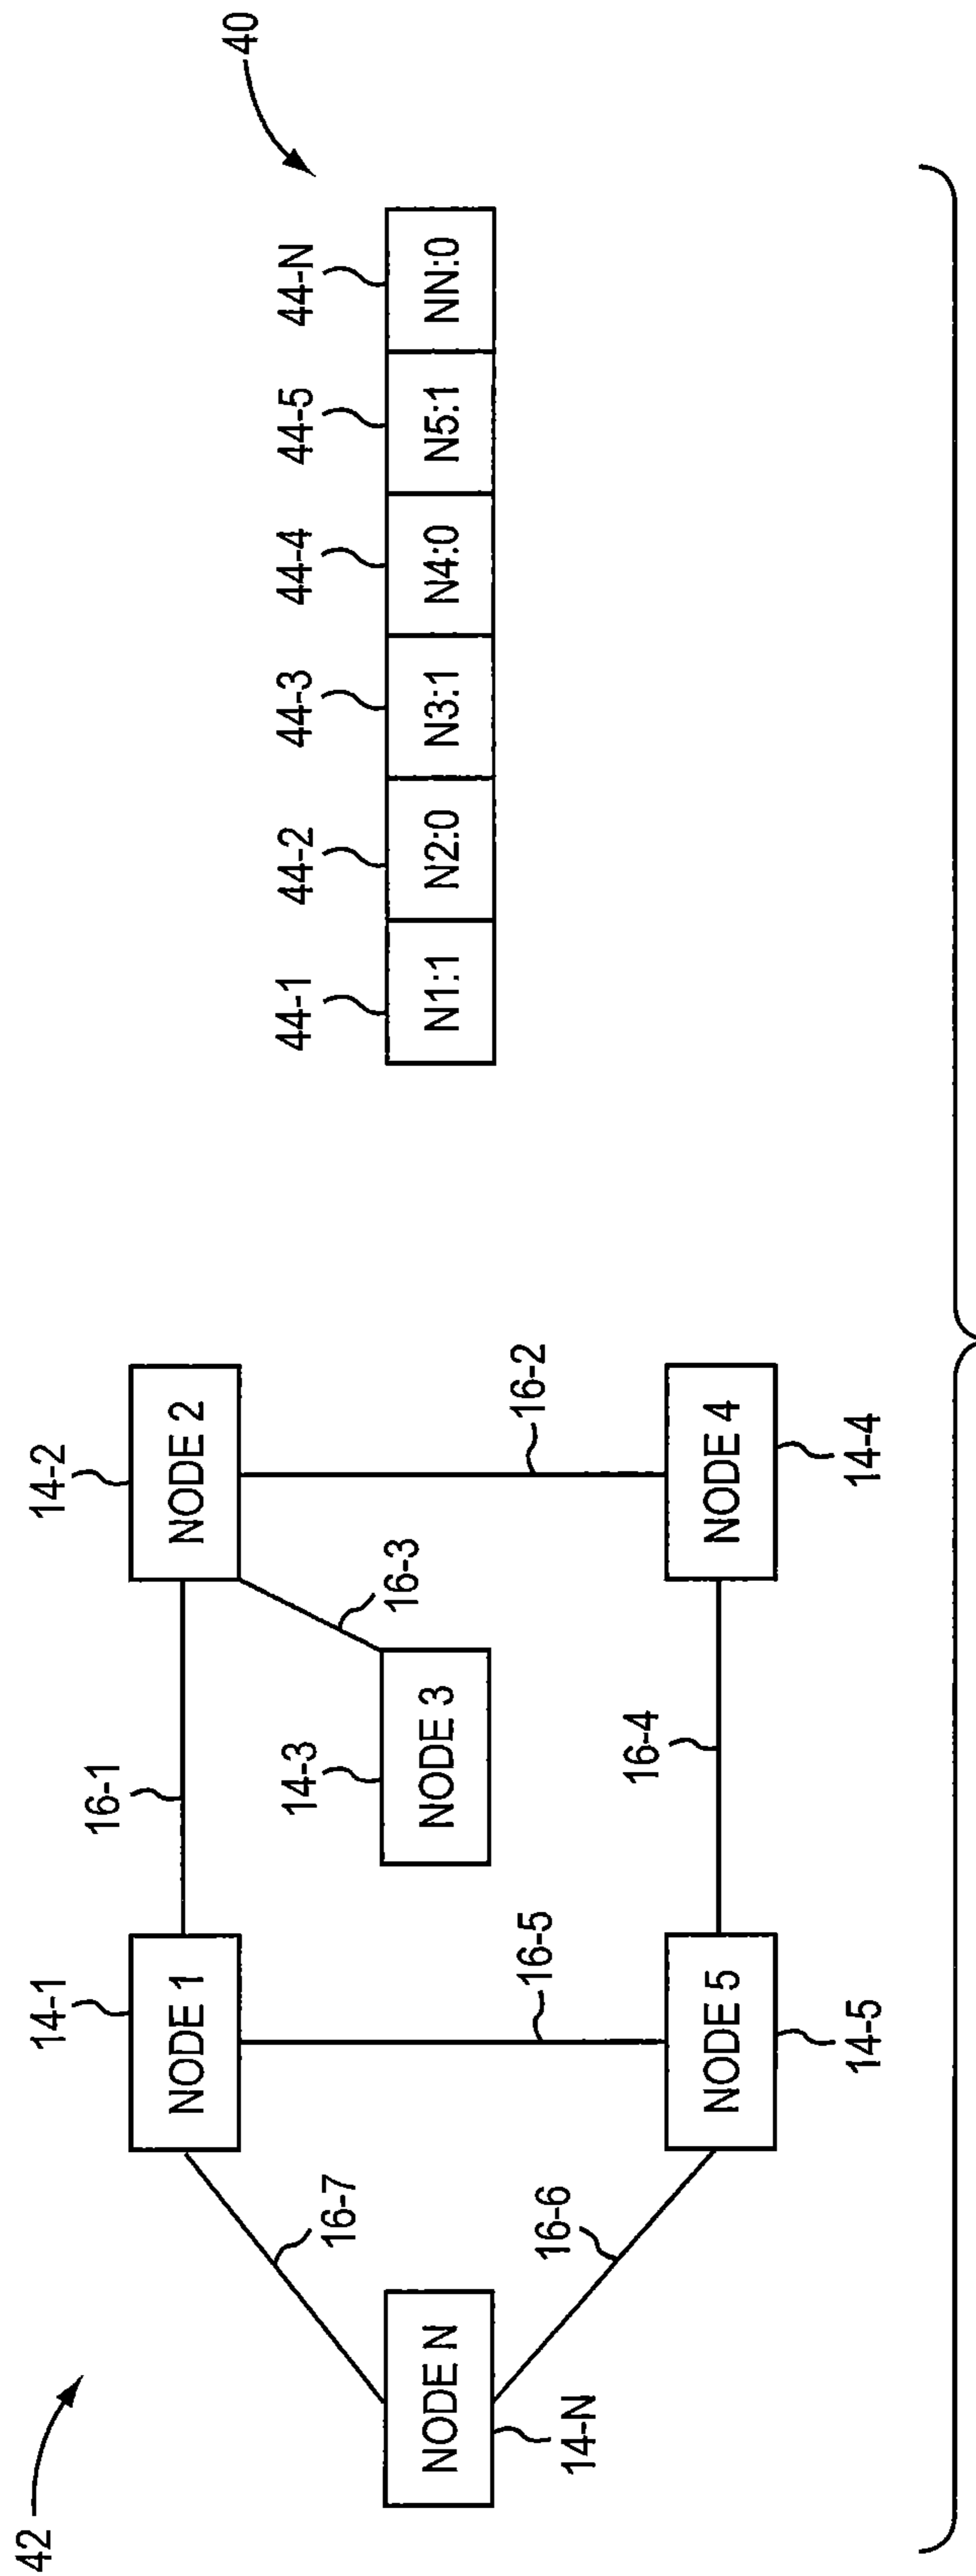 42
14-1
16-1
14-2
NODE 1
NODE 2
16-7
16-3
NODE N
14-N
14-3
NODE 3
16-5
16-2
16-6
16-4
NODE 5
NODE 4
14-5
14-4
40
44-1
44-2
44-3
44-4
44-5
44-N
N1:1
N2:0
N3:1
N4:0
N5:1
NN:0